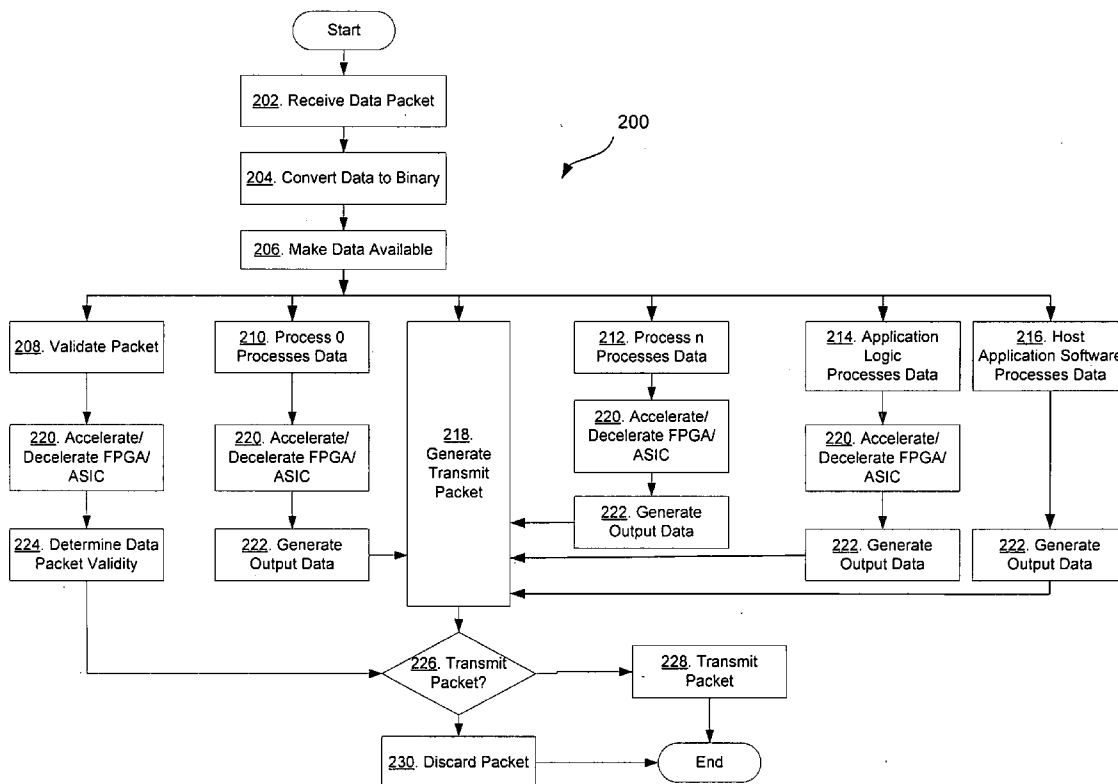 Start
202. Receive Data Packet
200
204. Convert Data to Binary
206. Make Data Available
208. Validate Packet
210. Process 0
Processes Data
218.
Generate
Transmit
Packet
212. Process n
Processes Data
214. Application
Logic
Processes Data
216. Host
Application Software
Processes Data
220. Accelerate/
Decelerate FPGA/
ASIC
220. Accelerate/
Decelerate FPGA/
ASIC
220. Accelerate/
Decelerate FPGA/
ASIC
220. Accelerate/
Decelerate FPGA/
ASIC
224. Determine Data
Packet Validity
222. Generate
Output Data
222. Generate
Output Data
222. Generate
Output Data
222. Generate
Output Data
226. Transmit
Packet?
228. Transmit
Packet
230. Discard Packet
End